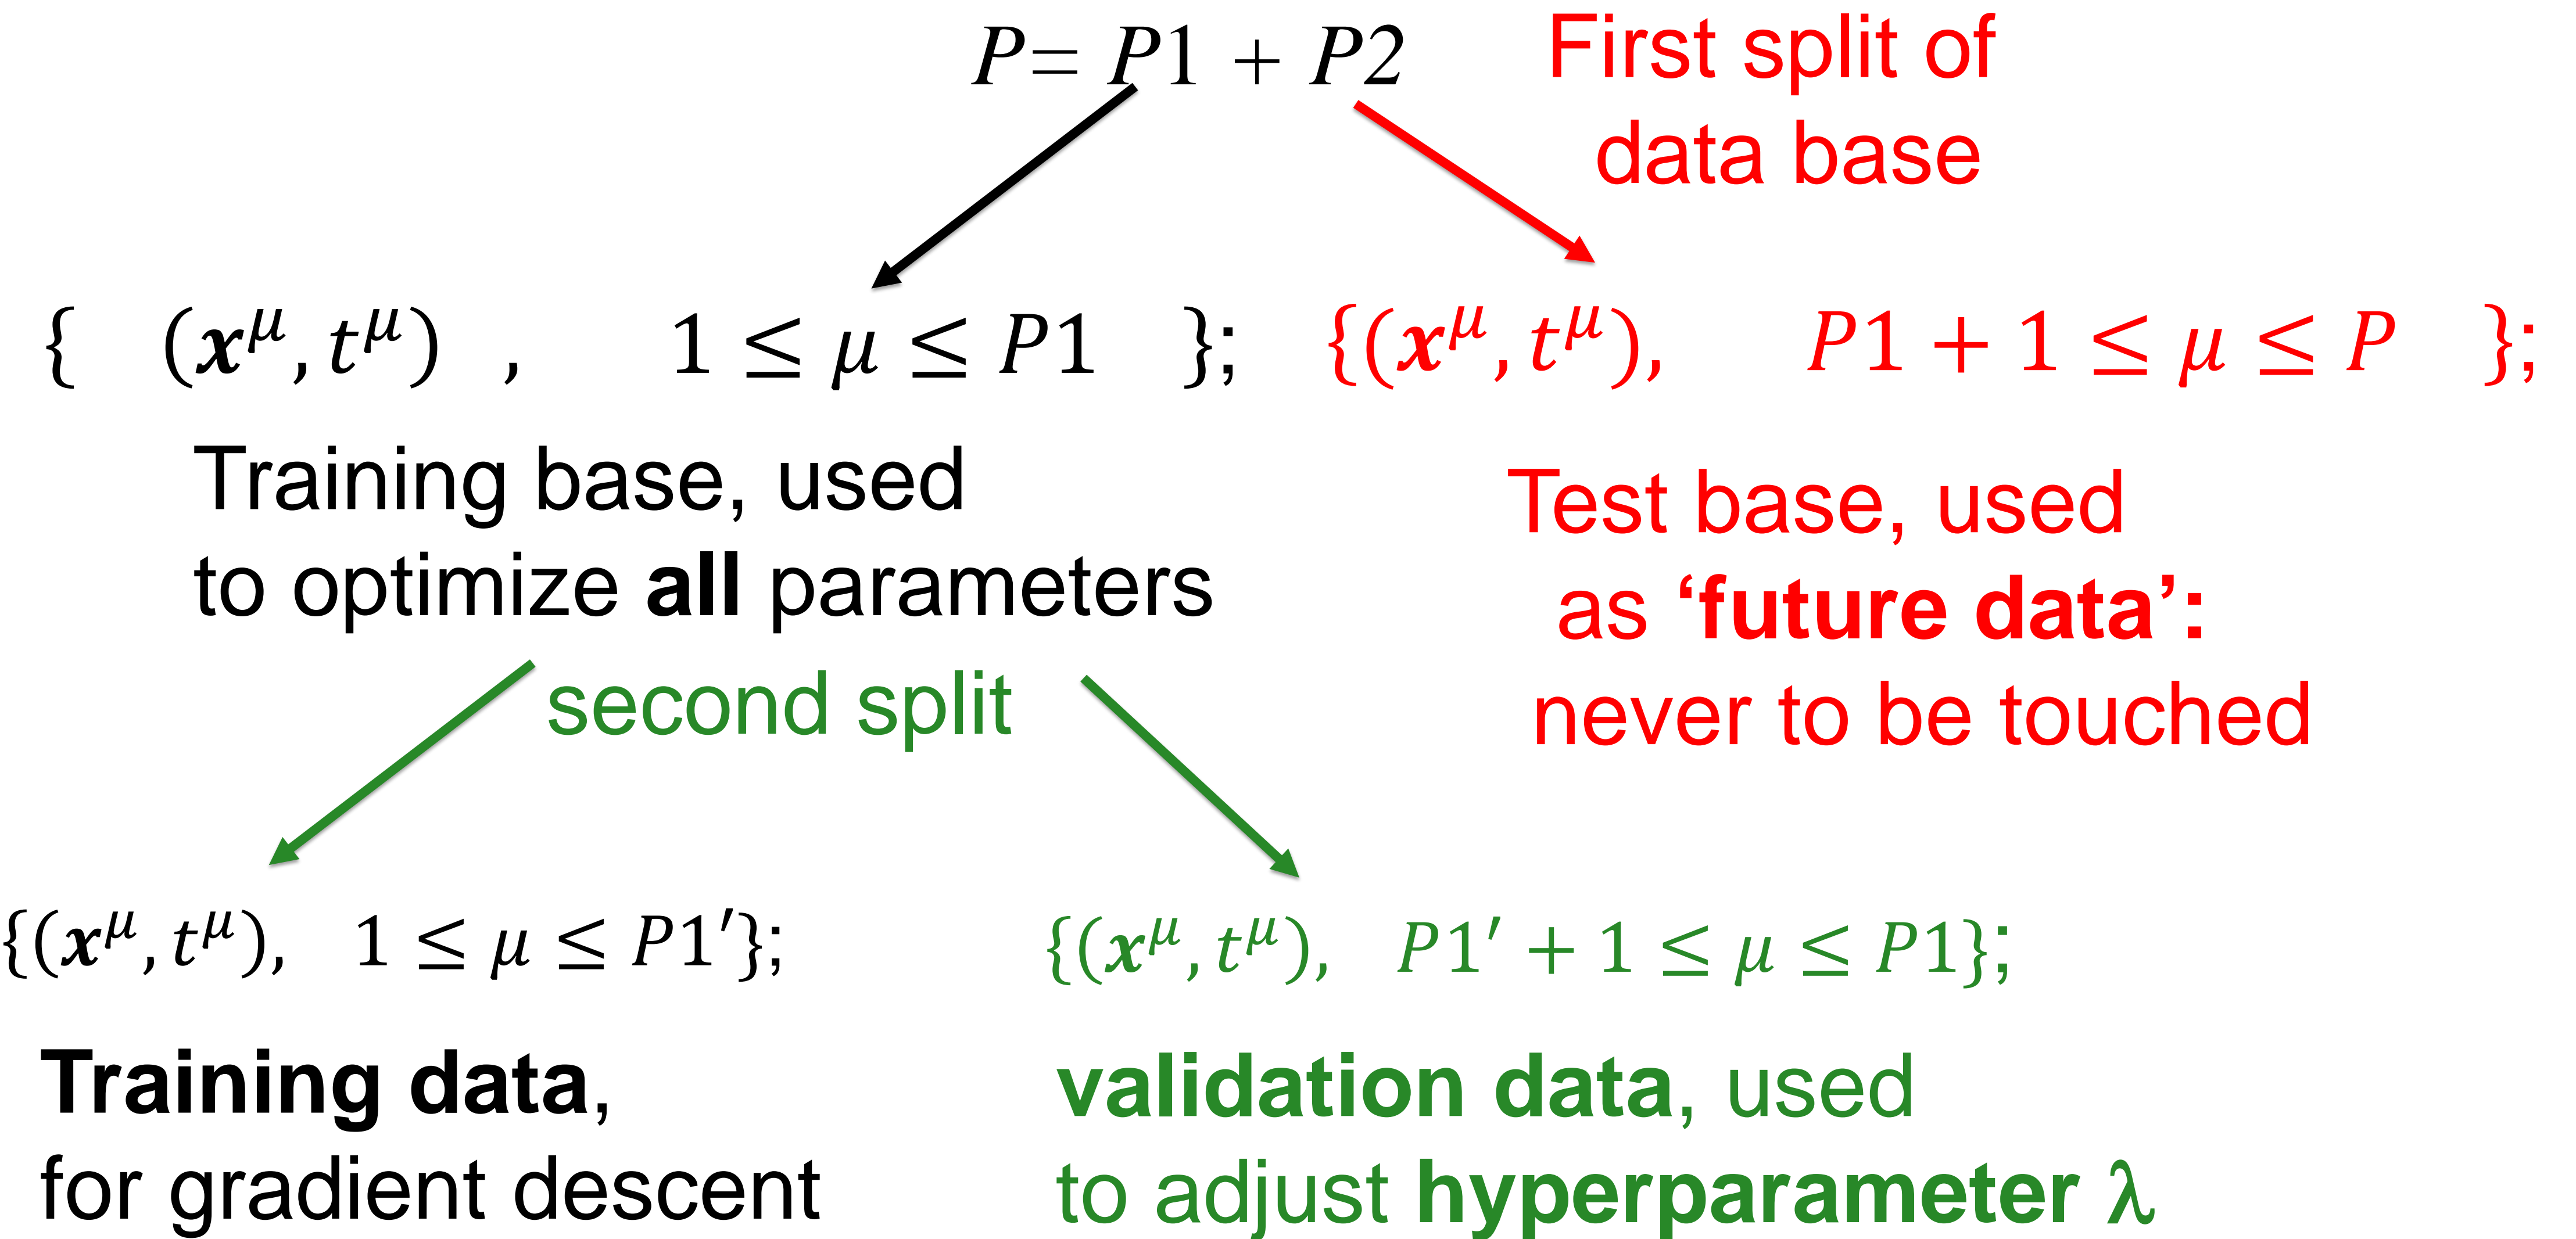 P= P1 + P2
First split of
data base
{ (𝒙^μ, t^μ) , 1 ≤ μ ≤ P1 }; {(𝒙^μ, t^μ), P1 + 1 ≤ μ ≤ P };
Training base, used
to optimize all parameters
Test base, used
as ‘future data’:
never to be touched
second split
{(𝒙^μ, t^μ), 1 ≤ μ ≤ P1′};
{(𝒙^μ, t^μ), P1′ + 1 ≤ μ ≤ P1};
Training data,
for gradient descent
validation data, used
to adjust hyperparameter λ